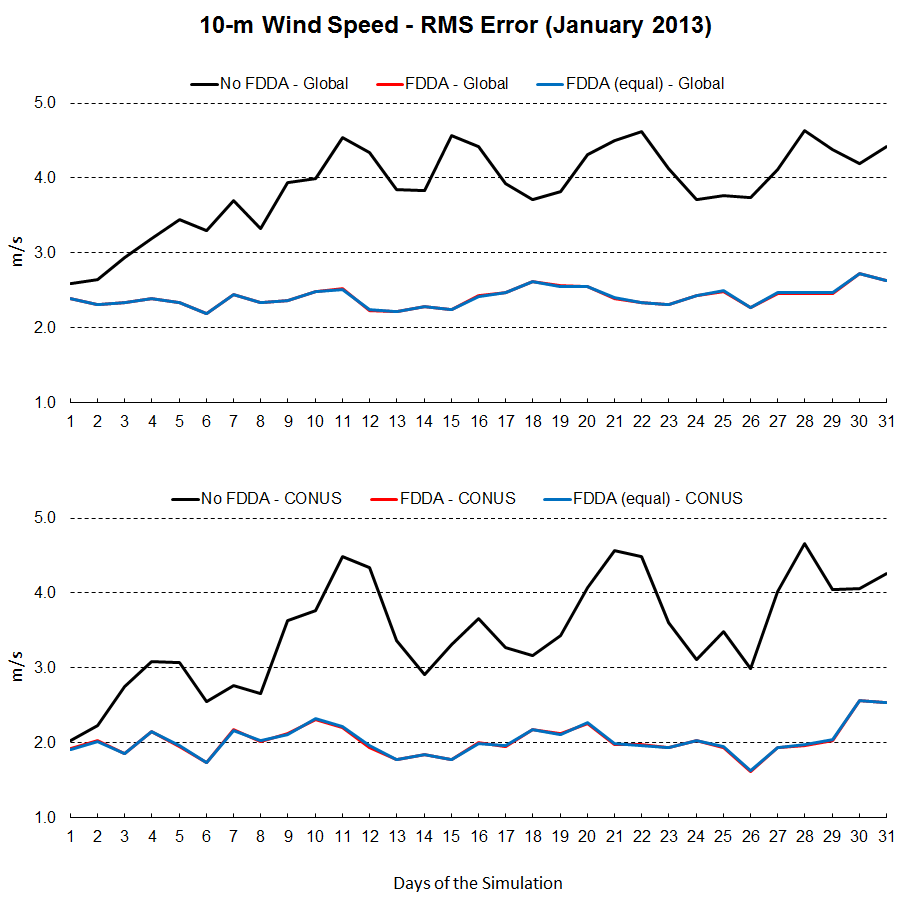 10-m Wind Speed - RMS Error (January 2013)
No FDDA - Global FDDA - Global FDDA (equal) - Global
5.0
4.0
3.0
2.0
1.0
m/s
1 2 3 4 5 6 7 8 9 10 11 12 13 14 15 16 17 18 19 20 21 22 23 24 25 26 27 28 29 30 31
No FDDA - CONUS FDDA - CONUS FDDA (equal) - CONUS
5.0
4.0
3.0
2.0
1.0
m/s
1 2 3 4 5 6 7 8 9 10 11 12 13 14 15 16 17 18 19 20 21 22 23 24 25 26 27 28 29 30 31
Days of the Simulation